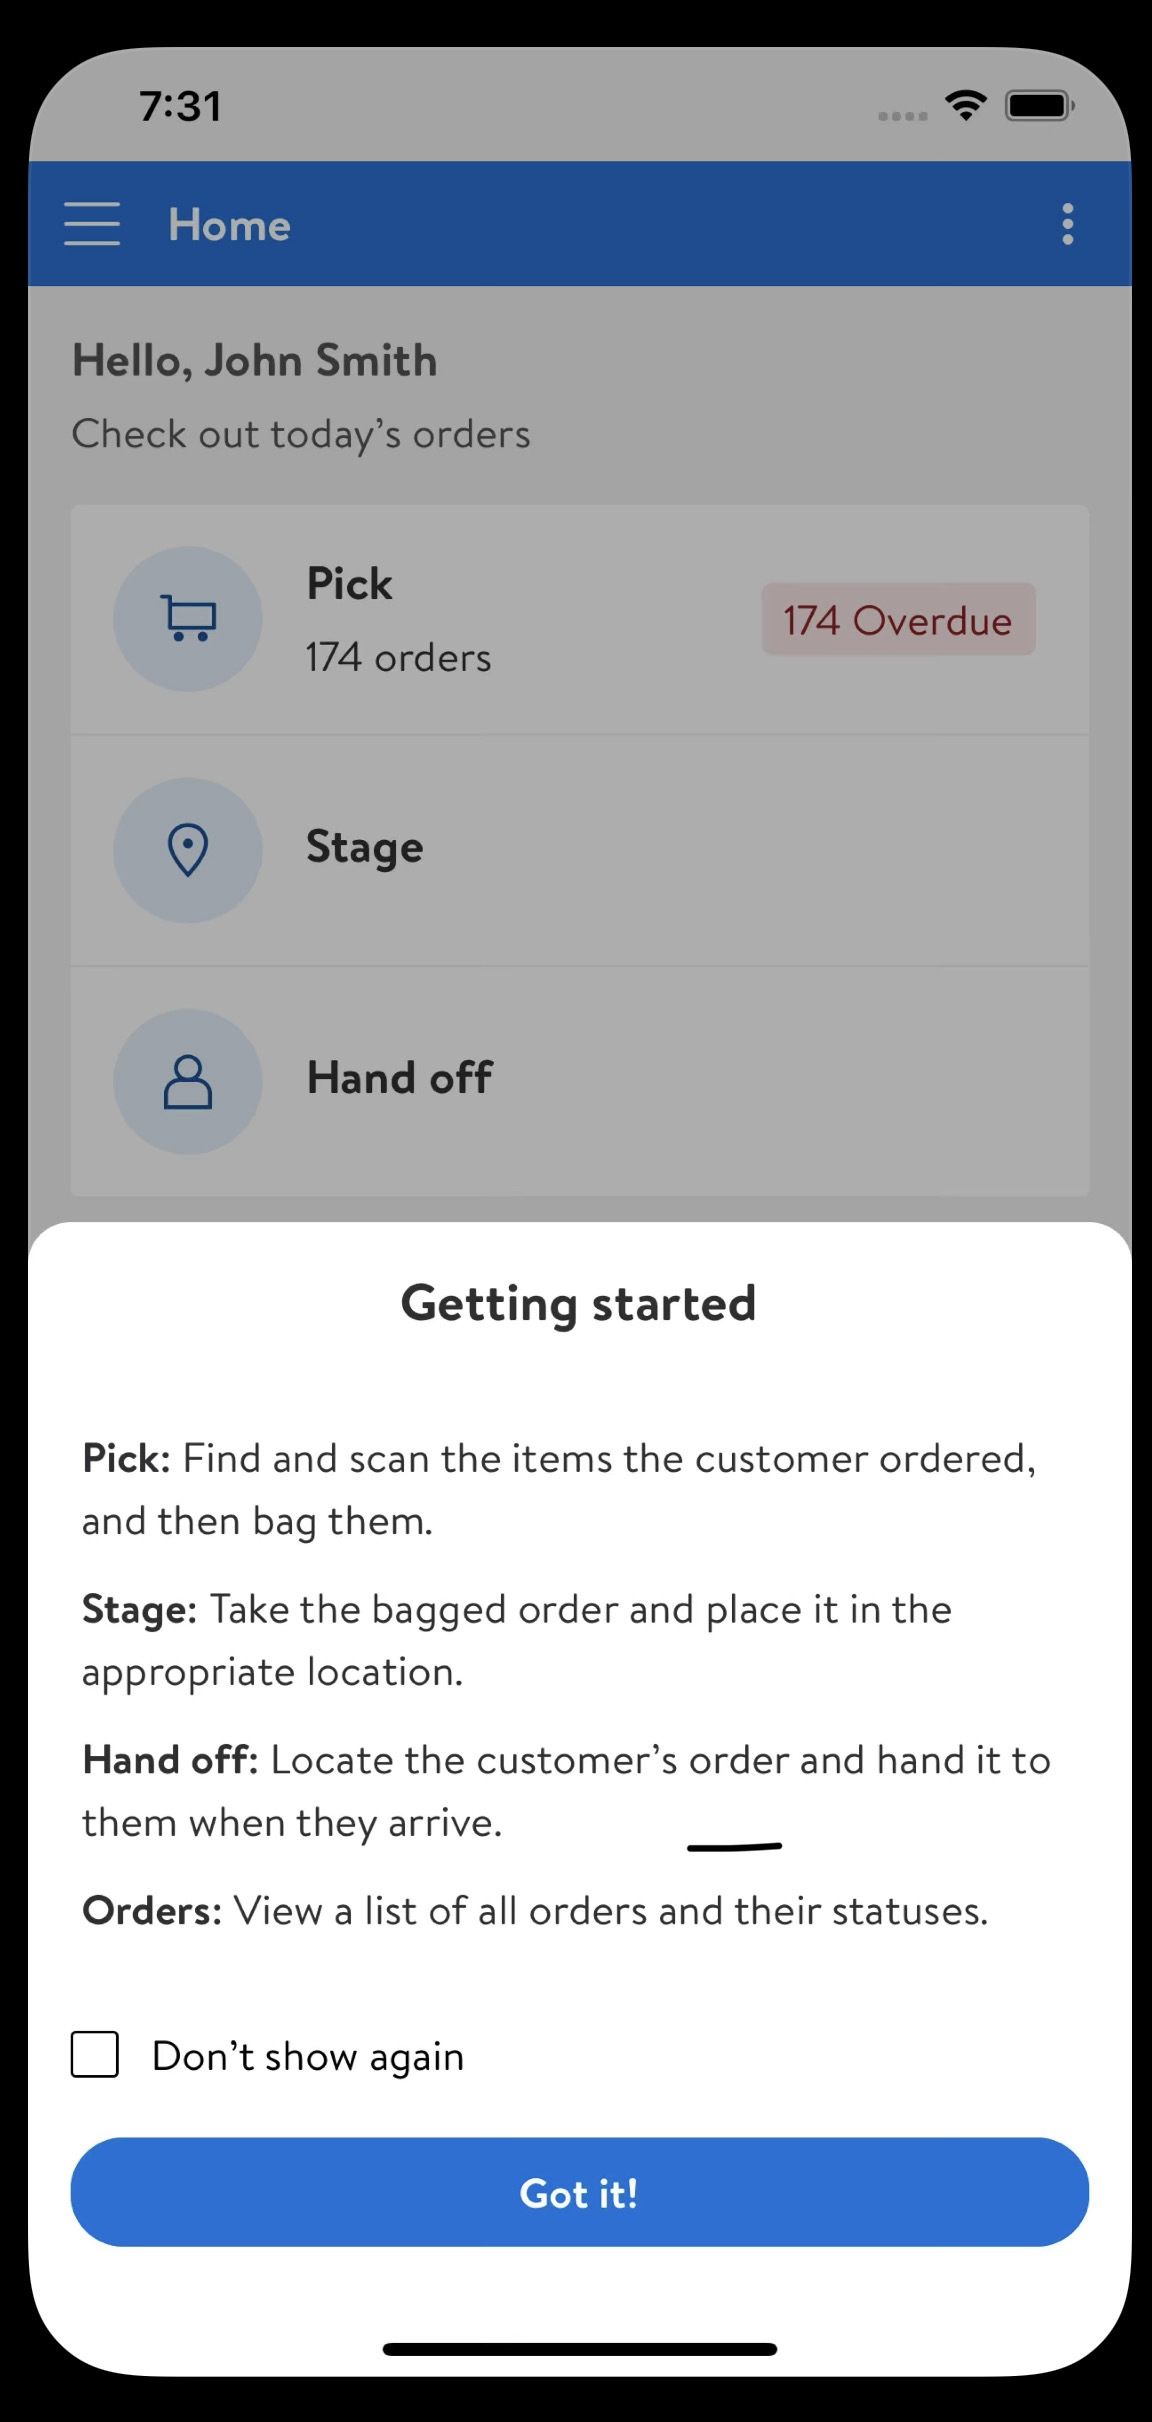 7:31
Home
Hello, John Smith
Check out today’s orders
Pick
174 orders
174 Overdue
Stage
Hand off
Getting started
Pick: Find and scan the items the customer ordered,
and then bag them.
Stage: Take the bagged order and place it in the
appropriate location.
Hand off: Locate the customer’s order and hand it to
them when they arrive.
Orders: View a list of all orders and their statuses.
Don’t show again
Got it!